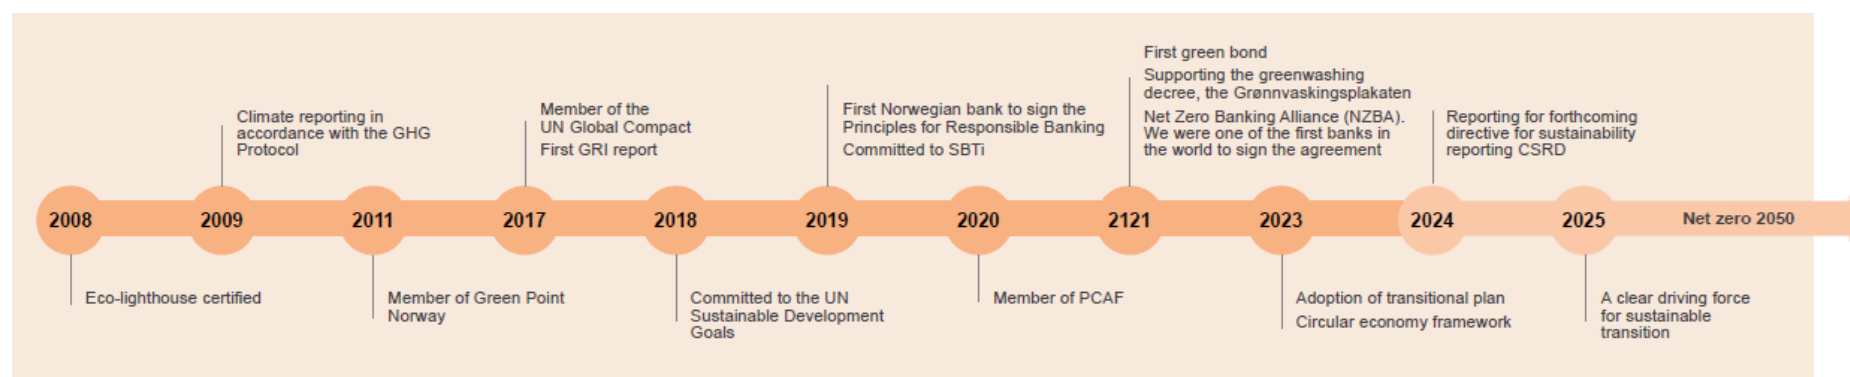 2008
Eco-lighthouse certified
2009
Climate reporting in
accordance with the GHG
Protocol
2011
Member of Green Point
Norway
2017
Member of the
UN Global Compact
First GRI report
2018
Committed to the UN
Sustainable Development
Goals
2019
First Norwegian bank to sign the
Principles for Responsible Banking
Committed to SBTi
2020
Member of PCAF
2121
First green bond
Supporting the greenwashing
decree, the Grønnvaskingsplakaten
Net Zero Banking Alliance (NZBA).
We were one of the first banks in
the world to sign the agreement
2023
Adoption of transitional plan
Circular economy framework
2024
Reporting for forthcoming
directive for sustainability
reporting CSRD
2025
A clear driving force
for sustainable
transition
Net zero 2050